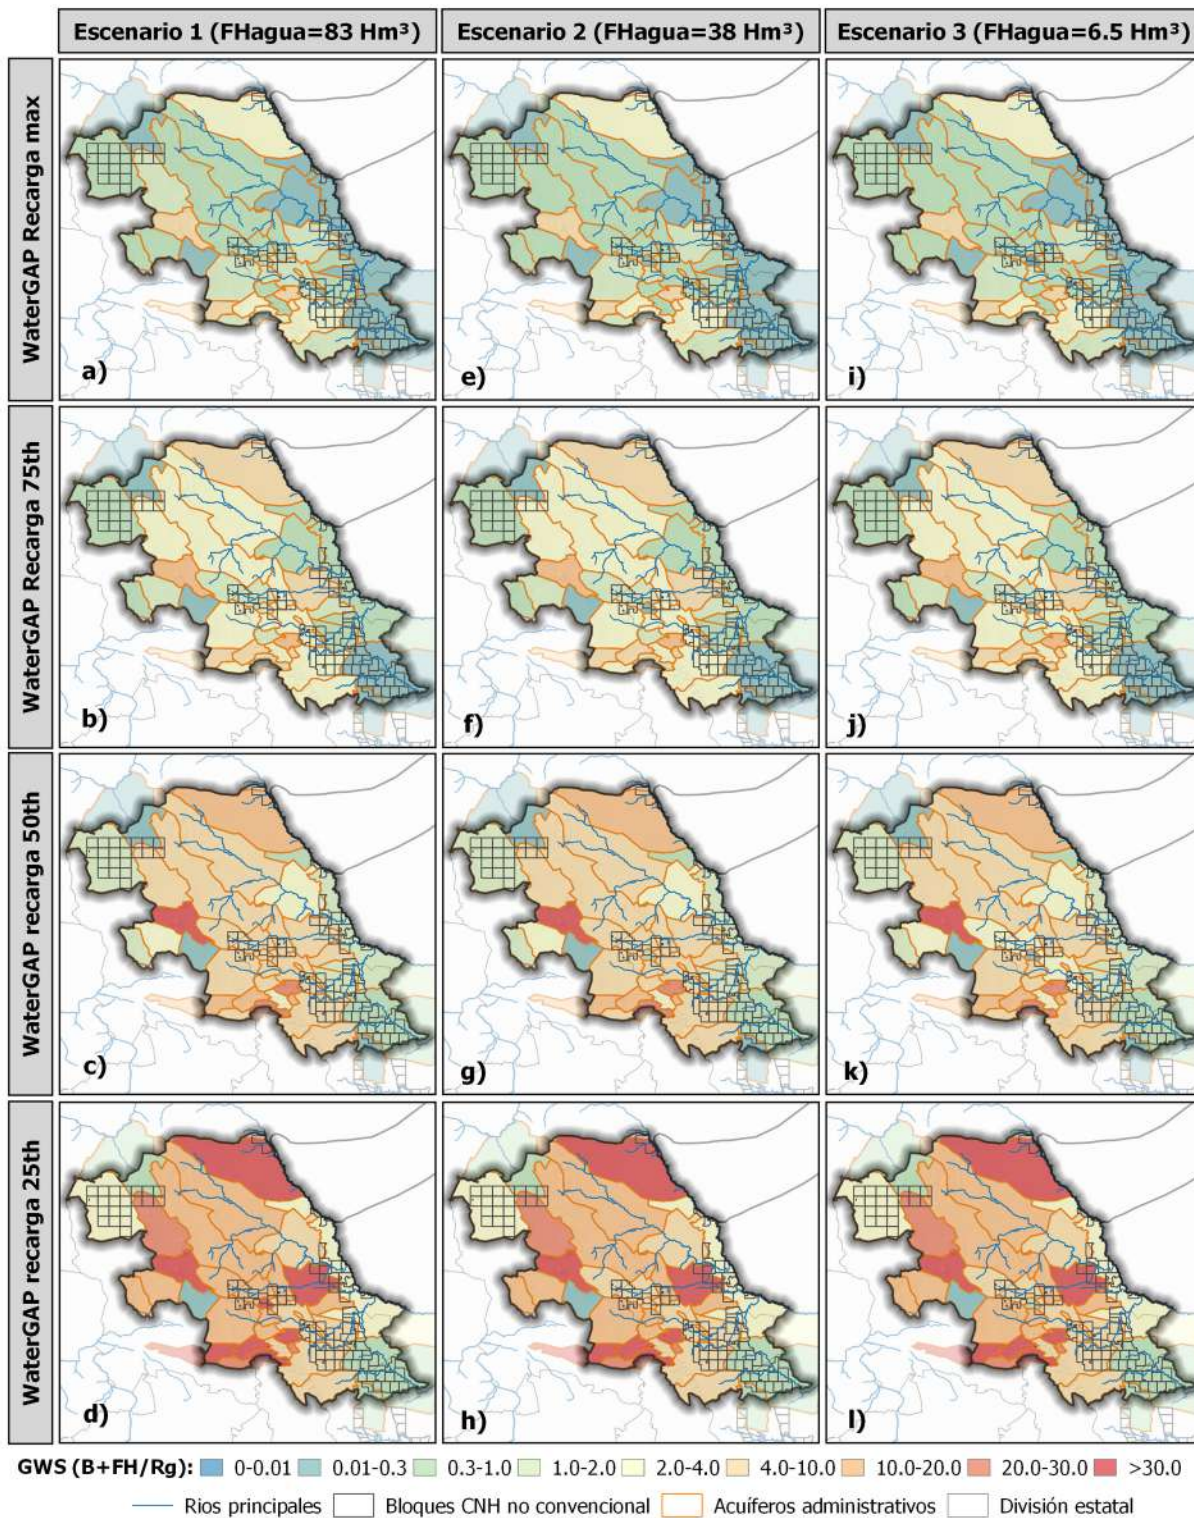 Escenario 1 (FHagua=83 Hm³)
Escenario 2 (FHagua=38 Hm³)
Escenario 3 (FHagua=6.5 Hm³)
WaterGAP Recarga max
a)
e)
i)
WaterGAP Recarga 75th
b)
f)
j)
WaterGAP recarga 50th
c)
g)
k)
WaterGAP recarga 25th
d)
h)
l)
GWS (B+FH/Rg): 0-0.01 0.01-0.3 0.3-1.0 1.0-2.0 2.0-4.0 4.0-10.0 10.0-20.0 20.0-30.0 >30.0
Rios principales Bloques CNH no convencional Acuíferos administrativos División estatal